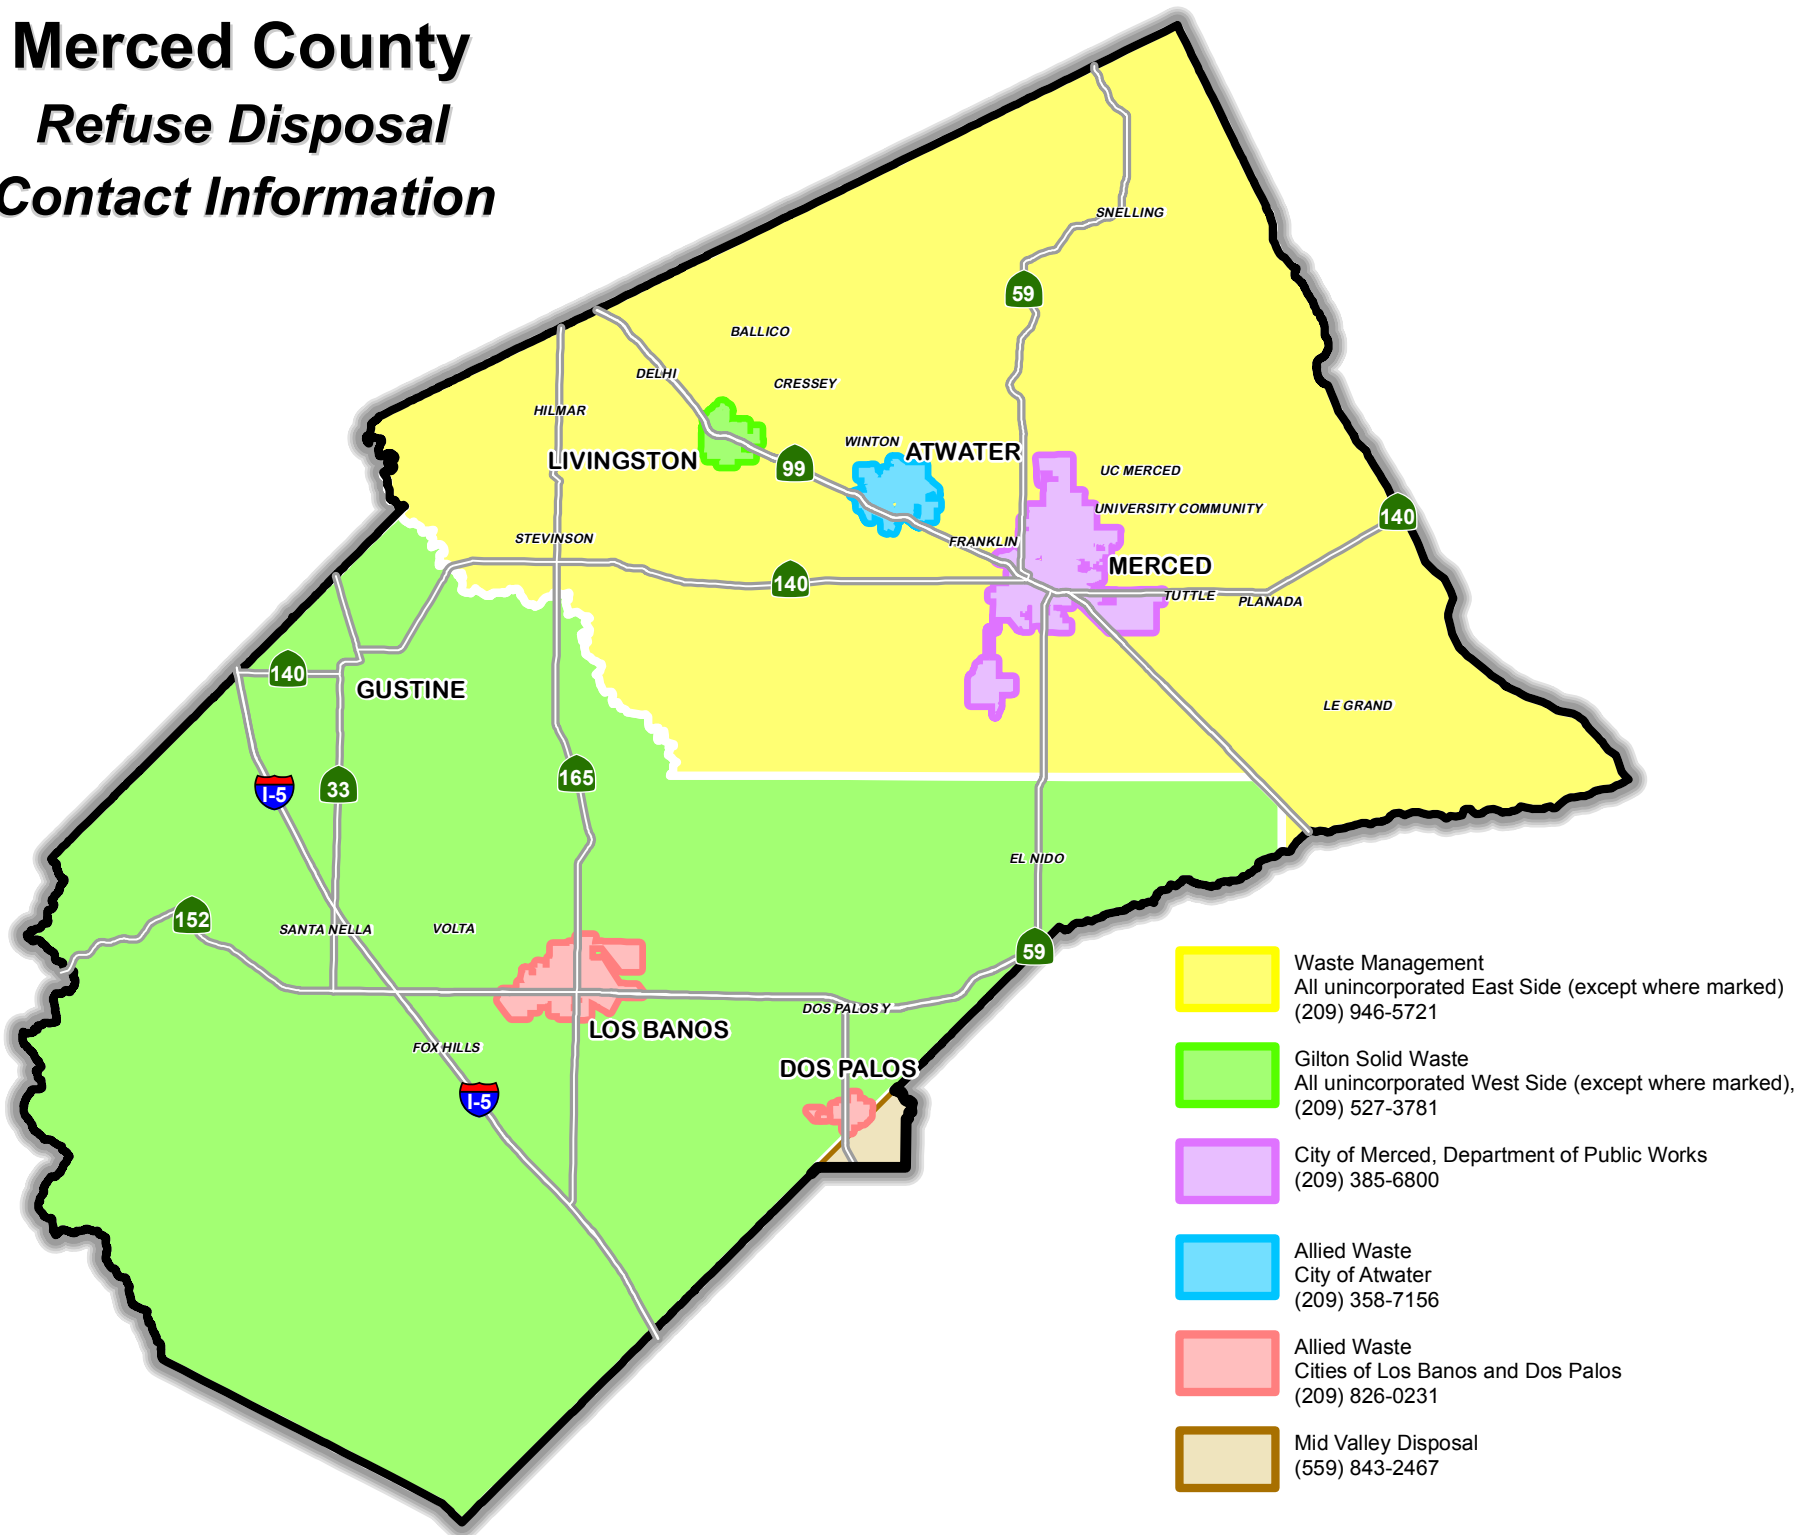 Merced County
Refuse Disposal
Contact Information
SNELLING
59
BALLICO
DELHI
CRESSEY
HILMAR
WINTON
ATWATER
LIVINGSTON
99
UC MERCED
UNIVERSITY COMMUNITY
140
STEVINSON
FRANKLIN
MERCED
140
TUTTLE
PLANADA
140
GUSTINE
LE GRAND
165
I-5
33
EL NIDO
152
SANTA NELLA
VOLTA
59
DOS PALOS Y
LOS BANOS
FOX HILLS
DOS PALOS
I-5
Waste Management
All unincorporated East Side (except where marked)
(209) 946-5721
Gilton Solid Waste
All unincorporated West Side (except where marked),
(209) 527-3781
City of Merced, Department of Public Works
(209) 385-6800
Allied Waste
City of Atwater
(209) 358-7156
Allied Waste
Cities of Los Banos and Dos Palos
(209) 826-0231
Mid Valley Disposal
(559) 843-2467